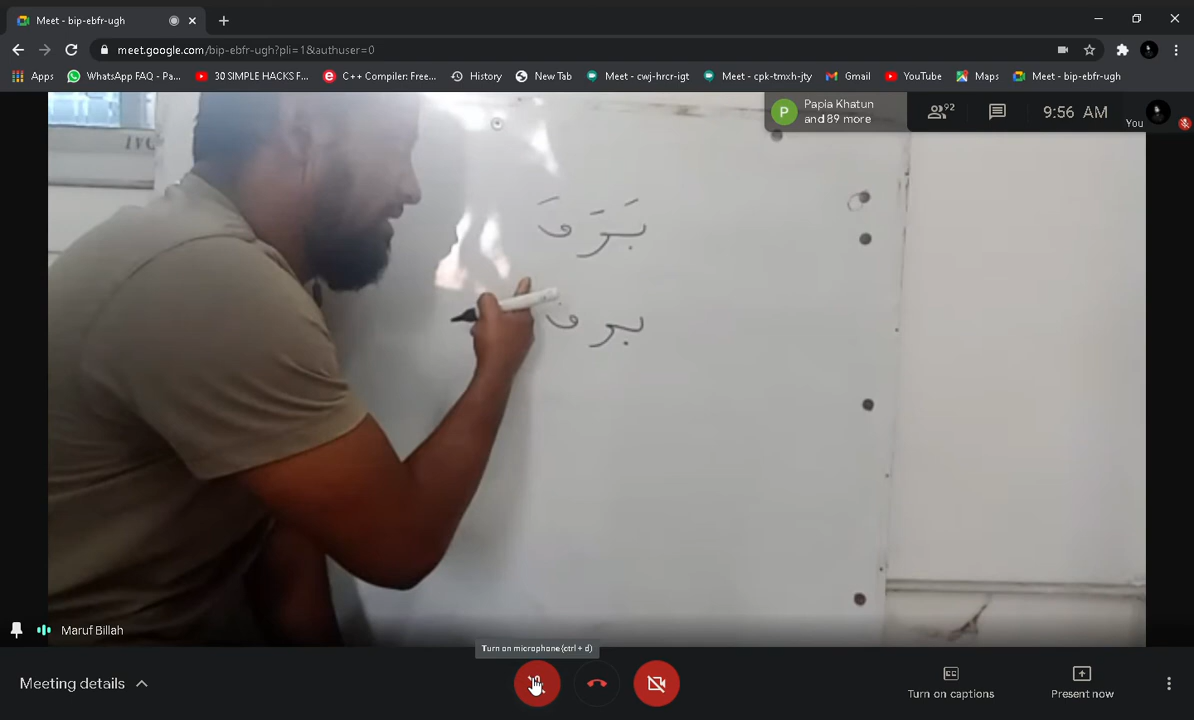 Meet - bip-ebfr-ugh
meet.google.com/bip-ebfr-ugh?pli=1&authuser=0
Apps WhatsApp FAQ - Pa... 30 SIMPLE HACKS F... C++ Compiler: Free... History New Tab Meet - cwj-hrcr-igt Meet - cpk-tmxh-jty Gmail YouTube Maps Meet - bip-ebfr-ugh
Papia Khatun
and 89 more
92
9:56 AM
You
P
Maruf Billah
Turn on microphone (ctrl + d)
Meeting details
Turn on captions
Present now